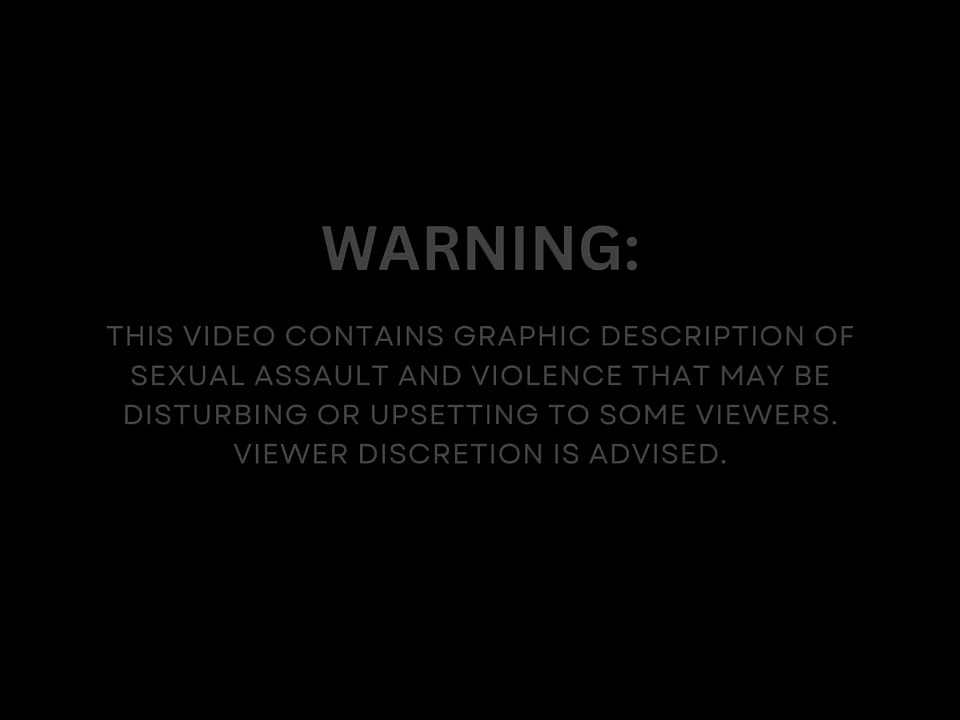 WARNING:
THIS VIDEO CONTAINS GRAPHIC DESCRIPTION OF
SEXUAL ASSAULT AND VIOLENCE THAT MAY BE
DISTURBING OR UPSETTING TO SOME VIEWERS.
VIEWER DISCRETION IS ADVISED.